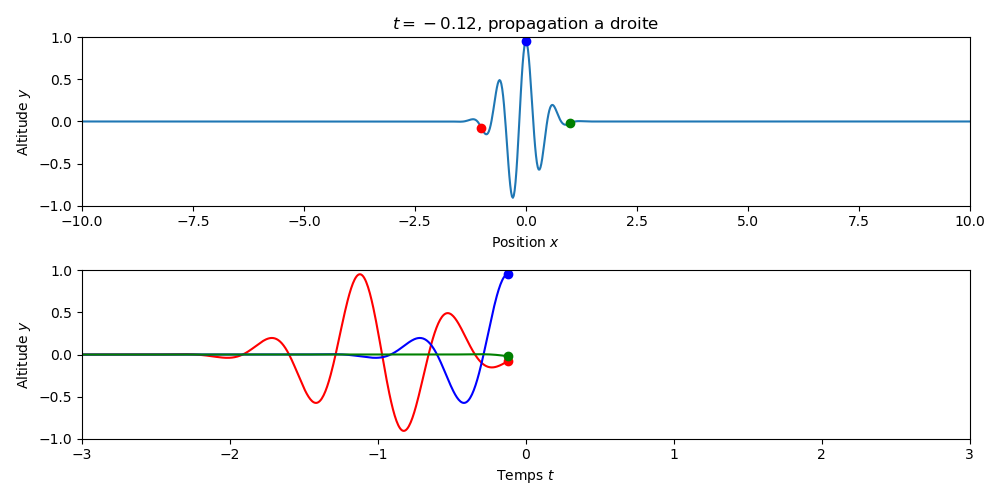 t = −0.12, propagation a droite
1.0
0.5
0.0
−0.5
−1.0
Altitude y
−10.0 −7.5 −5.0 −2.5 0.0 2.5 5.0 7.5 10.0
Position x
1.0
0.5
0.0
−0.5
−1.0
Altitude y
−3 −2 −1 0 1 2 3
Temps t